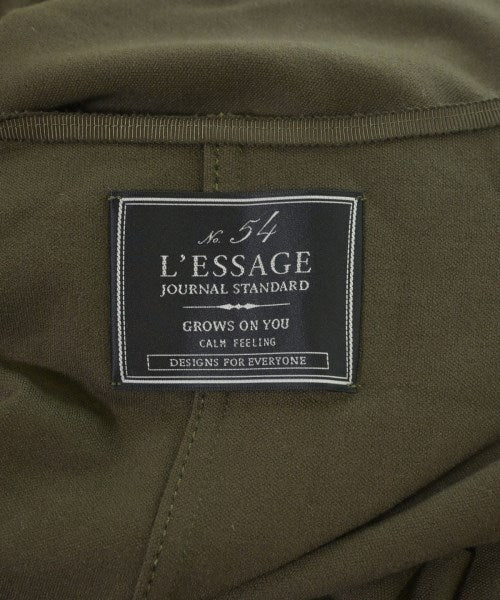 No. 54
L'ESSAGE
JOURNAL STANDARD
GROWS ON YOU
CALM FEELING
DESIGNS FOR EVERYONE